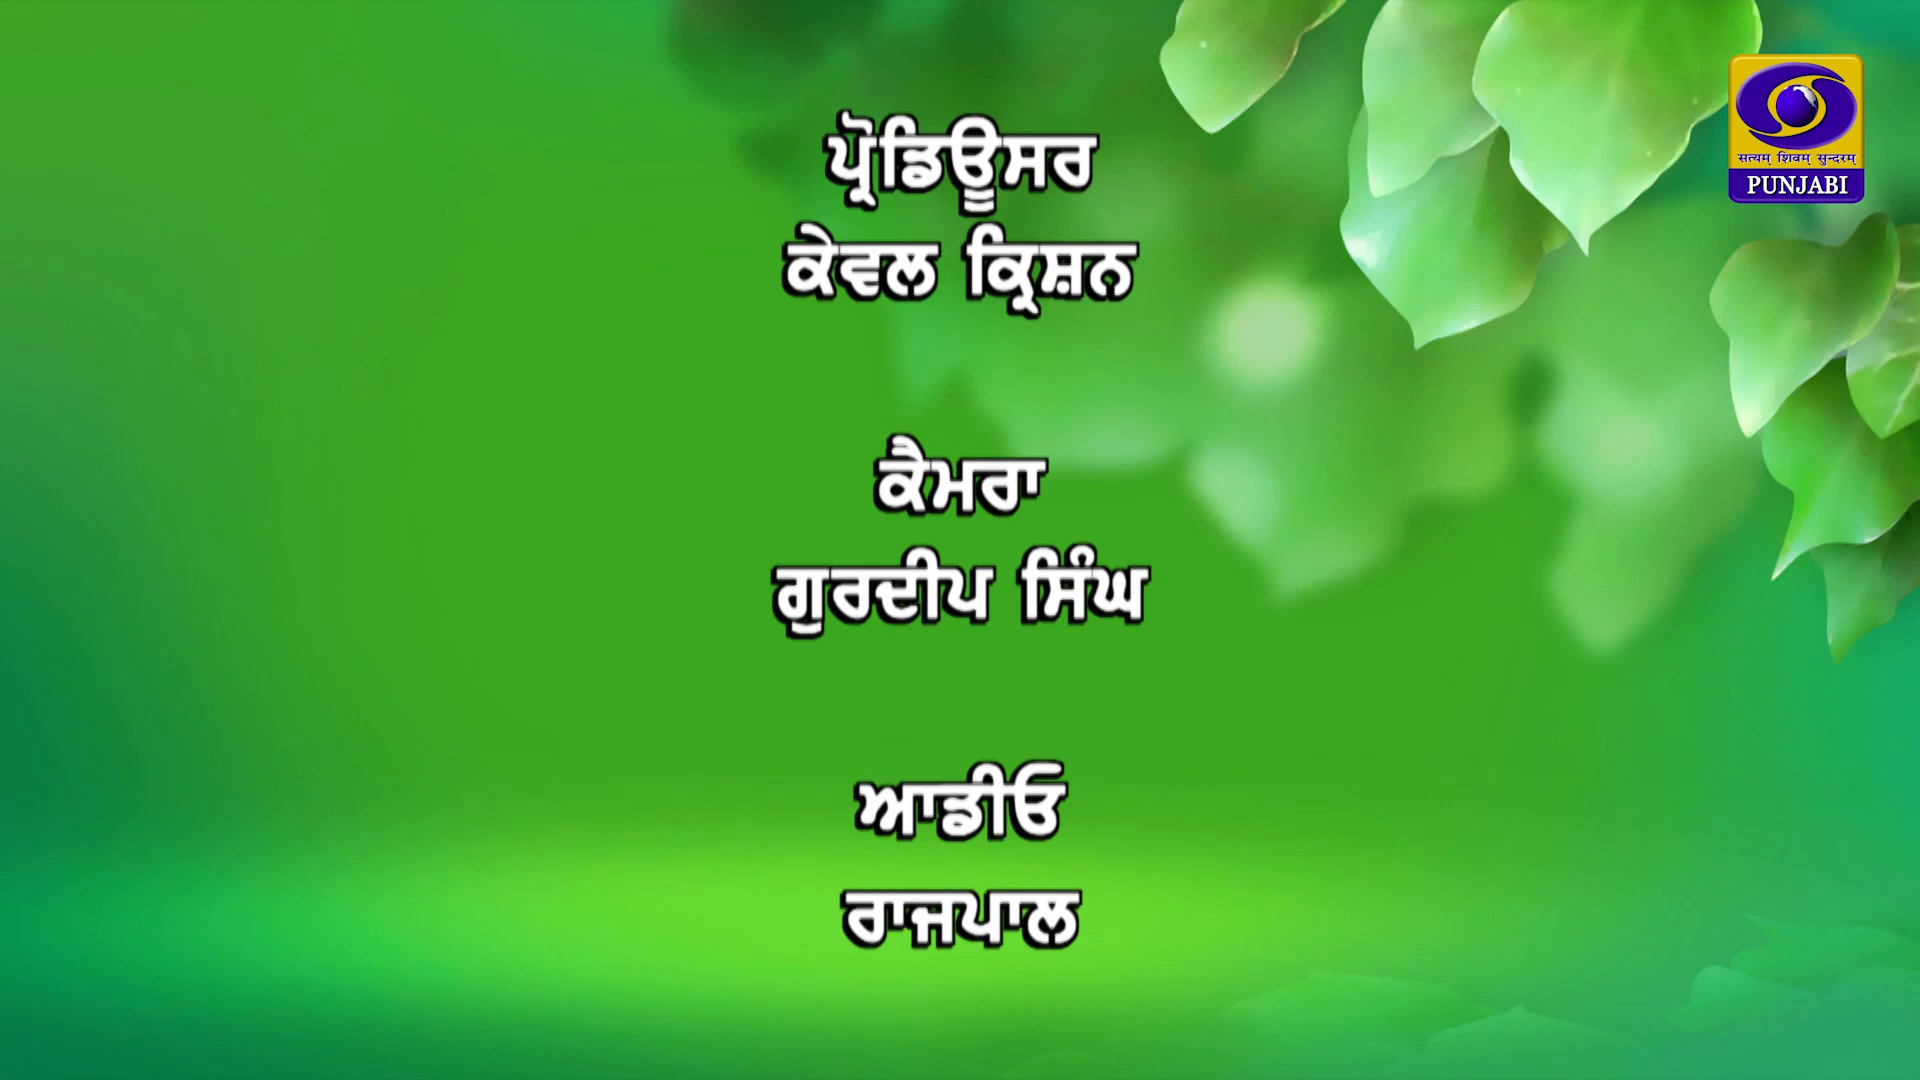 ਪ੍ਰੋਡਿਊਸਰ
ਕੇਵਲ ਕ੍ਰਿਸ਼ਨ
ਕੈਮਰਾ
ਗੁਰਦੀਪ ਸਿੰਘ
ਆਡੀਓ
ਰਾਜਪਾਲ
सत्यम् शिवम् सुन्दरम्
PUNJABI